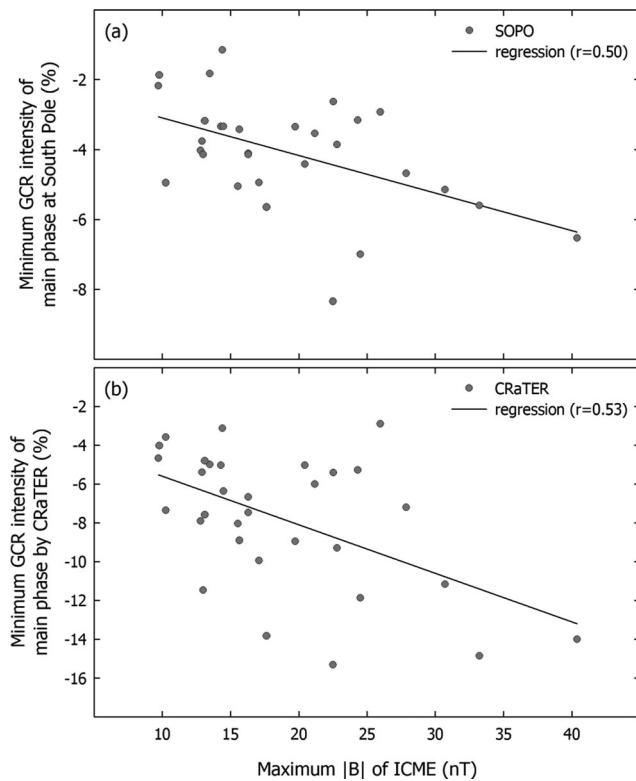 (a)
SOPO
regression (r=0.50)
Minimum GCR intensity of
main phase at South Pole (%)
-2
-4
-6
-8
(b)
CRaTER
regression (r=0.53)
Minimum GCR intensity of
main phase by CRaTER (%)
-2
-4
-6
-8
-10
-12
-14
-16
10 15 20 25 30 35 40
Maximum |B| of ICME (nT)